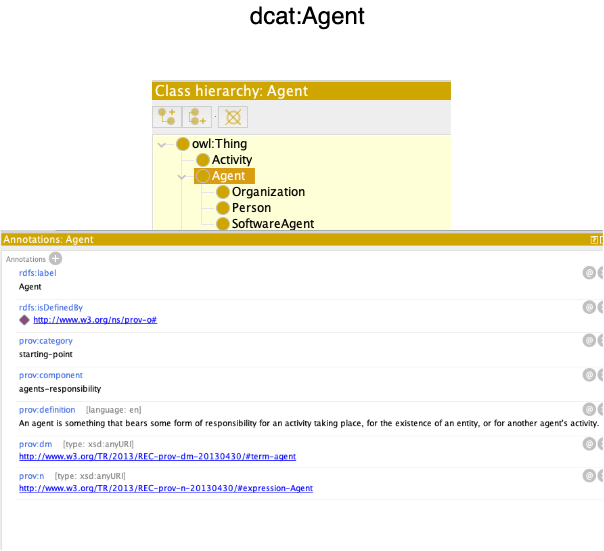 dcat:Agent
Class hierarchy: Agent
owl:Thing
Activity
Agent
Organization
Person
SoftwareAgent
Annotations: Agent
Annotations
rdfs:label
Agent
rdfs:isDefinedBy
http://www.w3.org/ns/prov-o#
prov:category
starting-point
prov:component
agents-responsibility
prov:definition [language: en]
An agent is something that bears some form of responsibility for an activity taking place, for the existence of an entity, or for another agent's activity.
prov:dm [type: xsd:anyURI]
http://www.w3.org/TR/2013/REC-prov-dm-20130430/#term-agent
prov:n [type: xsd:anyURI]
http://www.w3.org/TR/2013/REC-prov-n-20130430/#expression-Agent